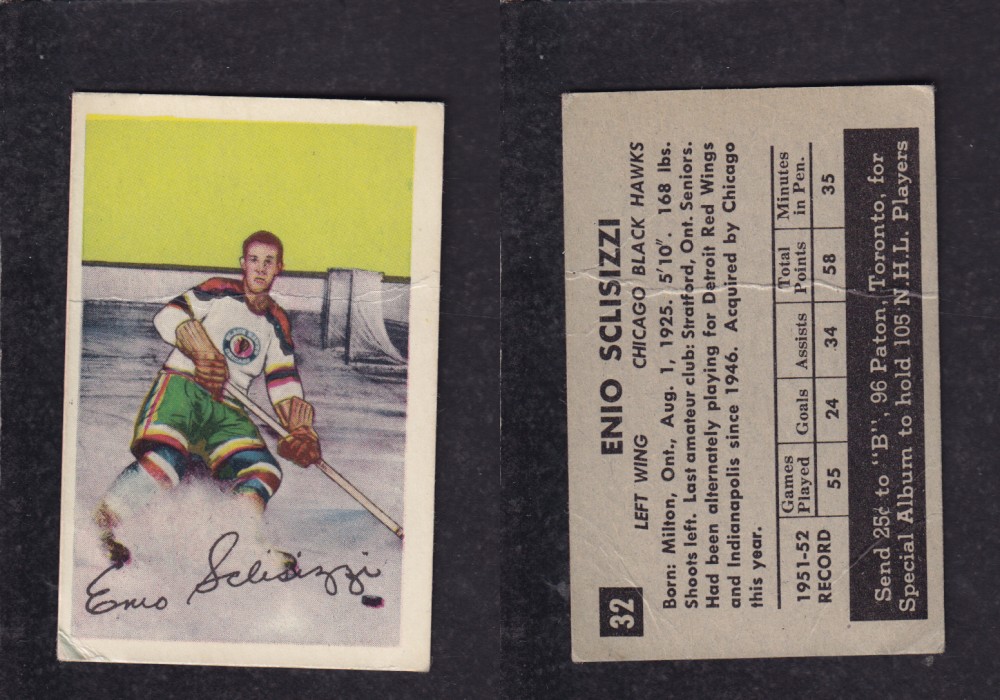 Enio Sclisizzi
32
ENIO SCLISIZZI
LEFT WING CHICAGO BLACK HAWKS
Born: Milton, Ont., Aug. 1, 1925. 5'10". 168 lbs.
Shoots left. Last amateur club: Stratford, Ont. Seniors.
Had been alternately playing for Detroit Red Wings
and Indianapolis since 1946. Acquired by Chicago
this year.
1951-52 RECORD
Games Played Goals Assists Total Points Minutes in Pen.
55 24 34 58 35
Send 25¢ to "B", 96 Paton, Toronto, for
Special Album to hold 105 N.H.L. Players